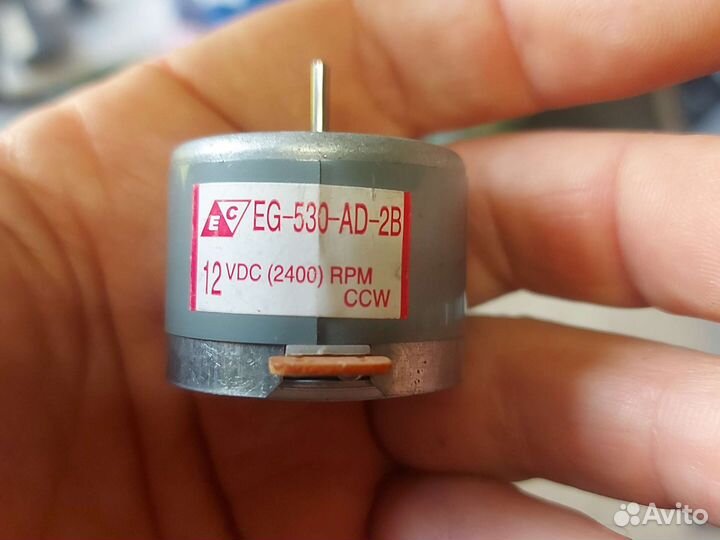 EC EG-530-AD-2B
12 VDC (2400) RPM
CCW
Avito